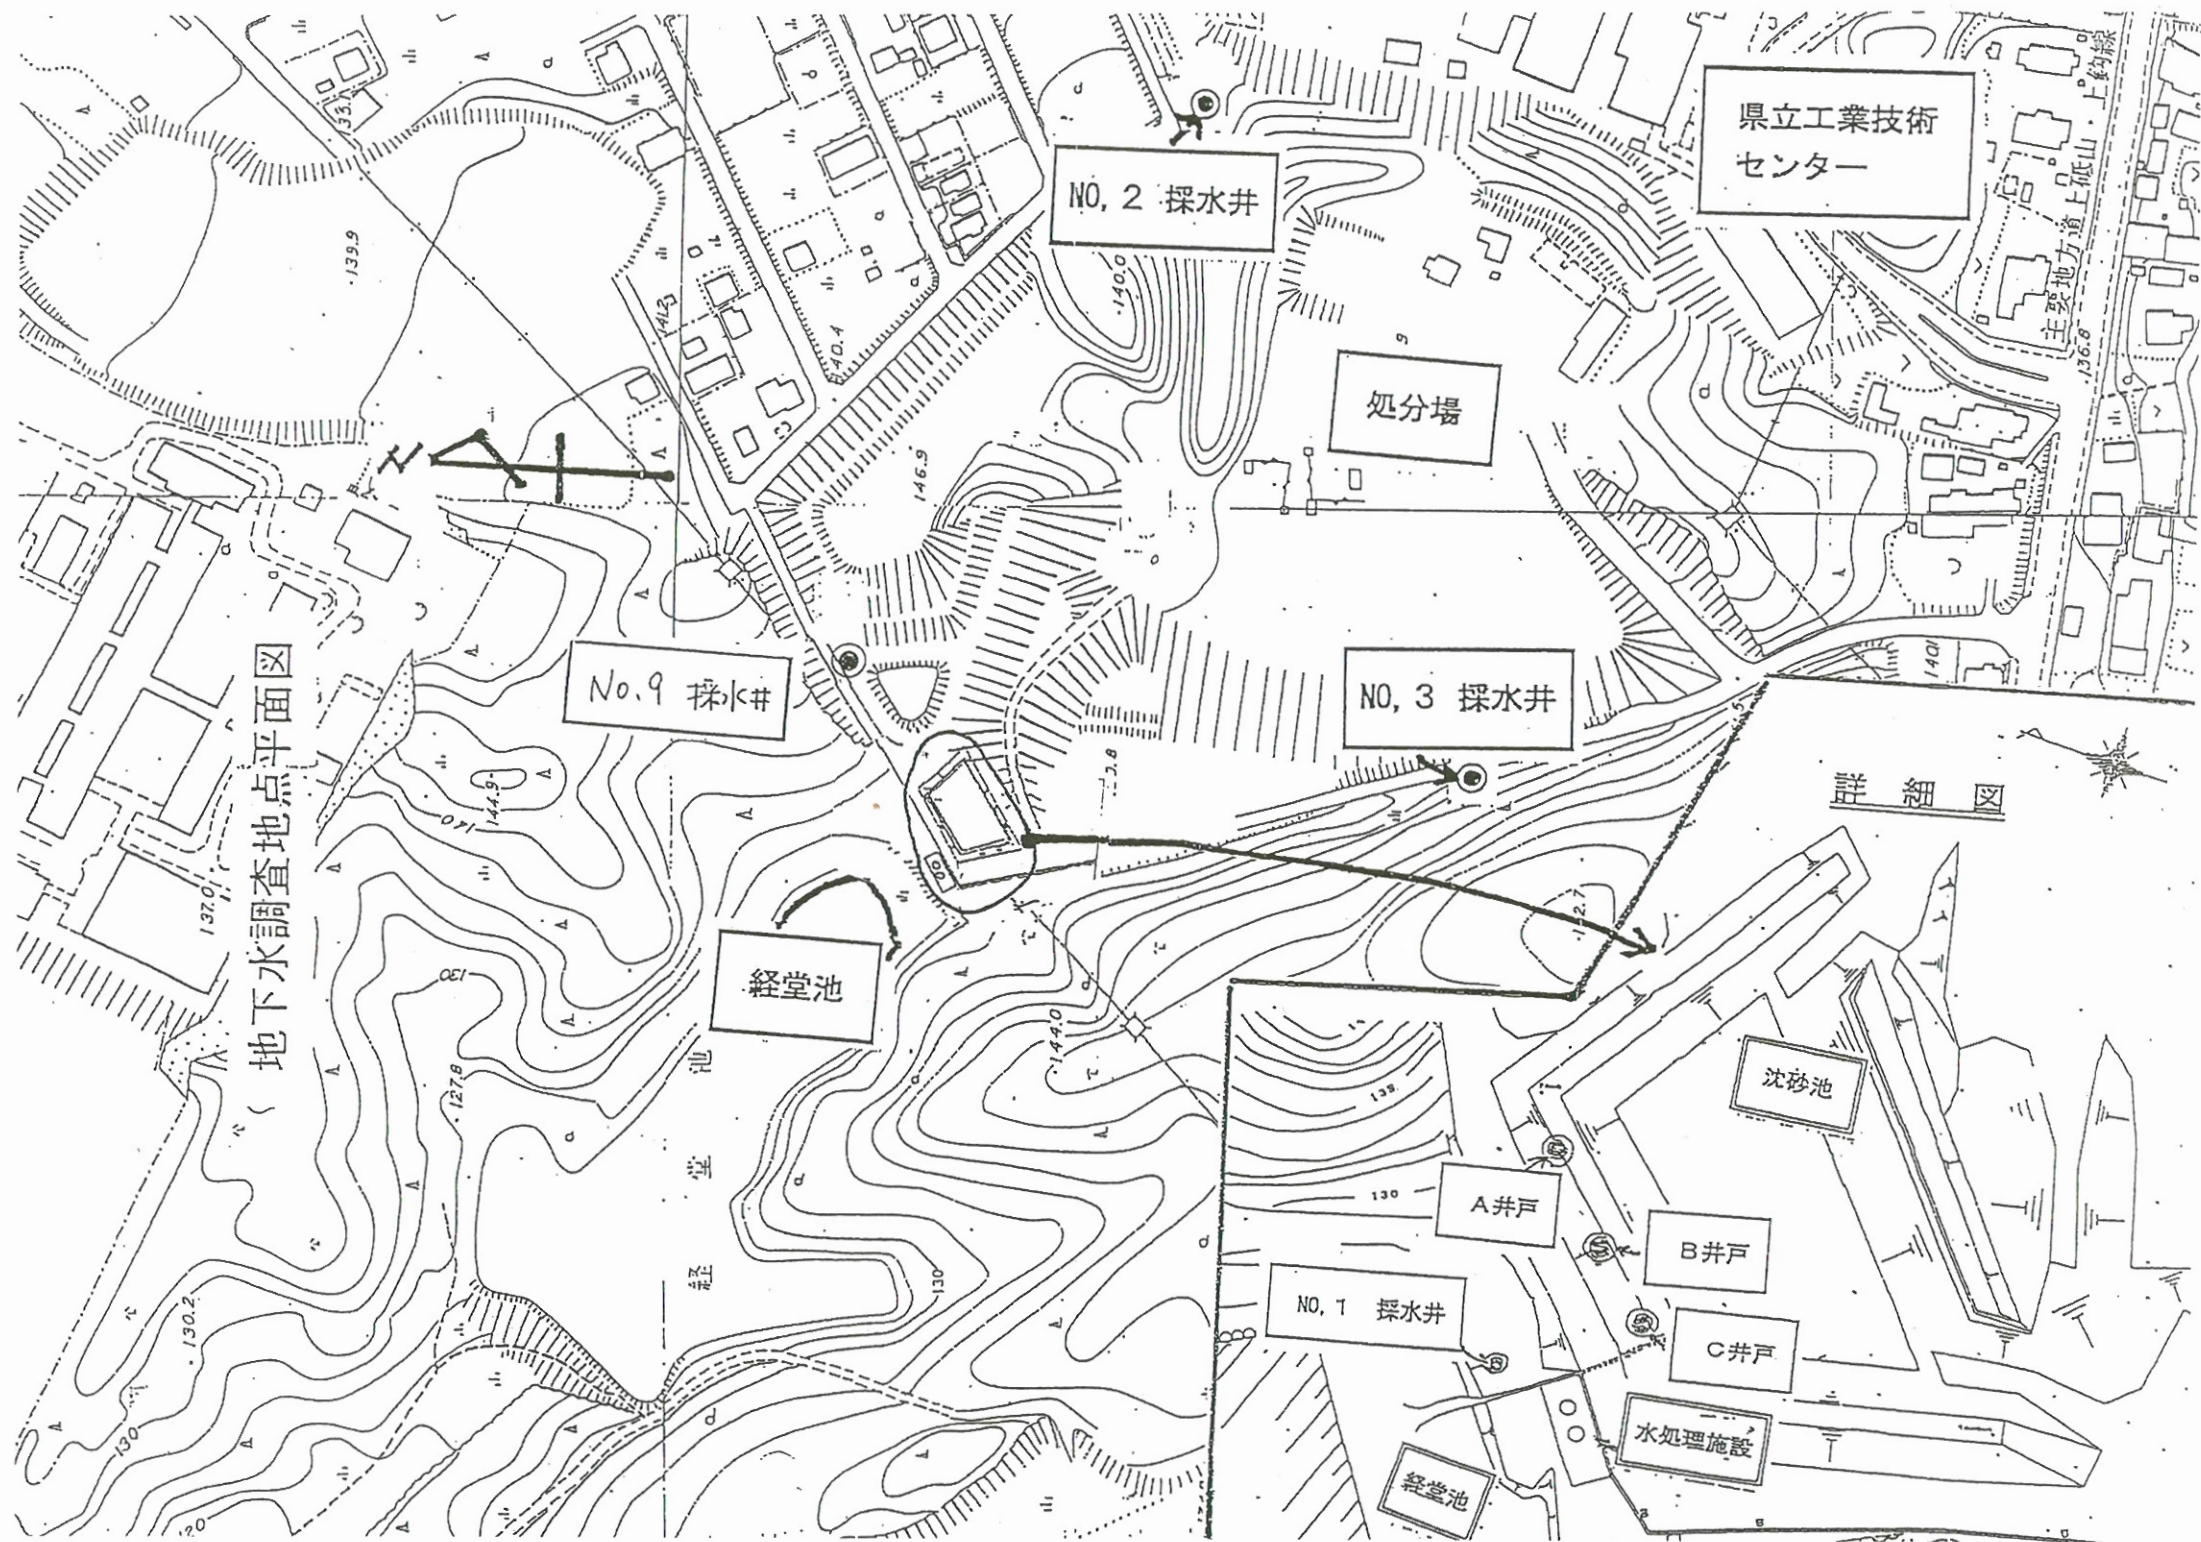 地下水調査地点平面図
県立工業技術
センター
主要地方道上砥山・上鈎線
NO, 2 採水井
処分場
No.9 採水井
NO, 3 採水井
経堂池
経堂池
詳細図
沈砂池
A井戸
B井戸
C井戸
NO, 1 採水井
水処理施設
経堂池
N
139.9
140.0
146.9
136.8
144.9
140
137.0
130
127.8
144.0
130
130.2
130
120
135
130